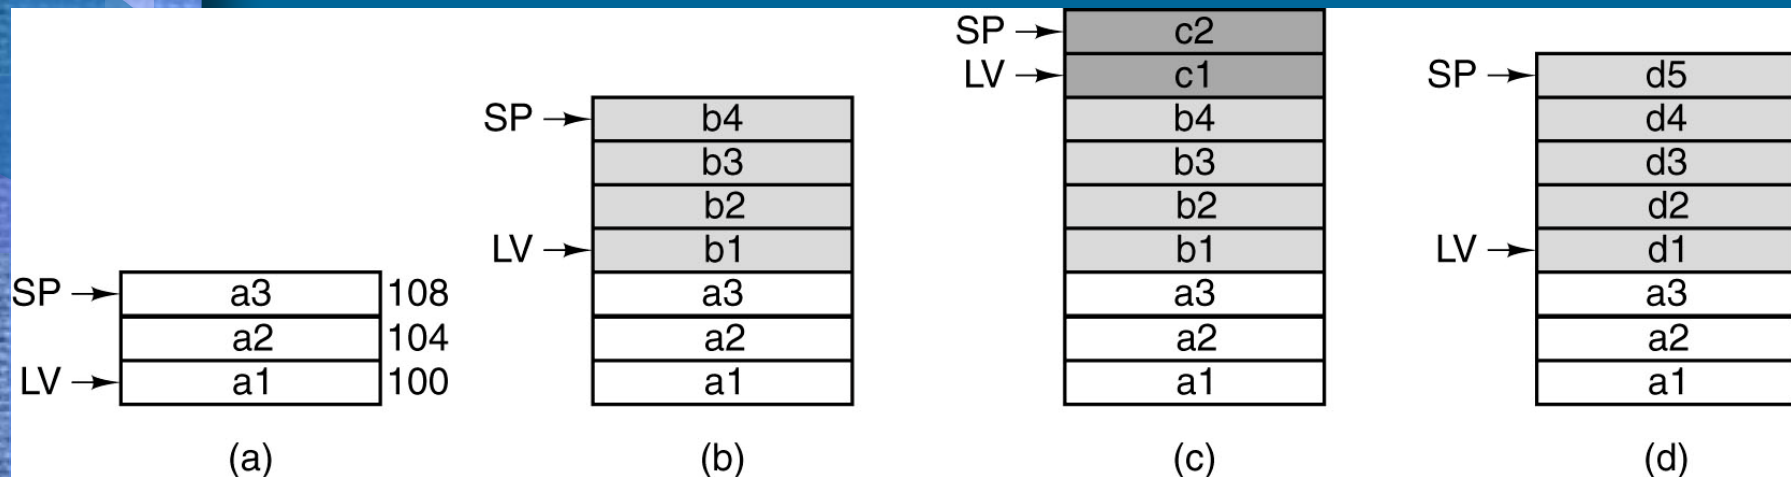 SP → a3 108
a2 104
LV → a1 100
(a)
SP → b4
b3
b2
LV → b1
a3
a2
a1
(b)
SP → c2
LV → c1
b4
b3
b2
b1
a3
a2
a1
(c)
SP → d5
d4
d3
d2
LV → d1
a3
a2
a1
(d)